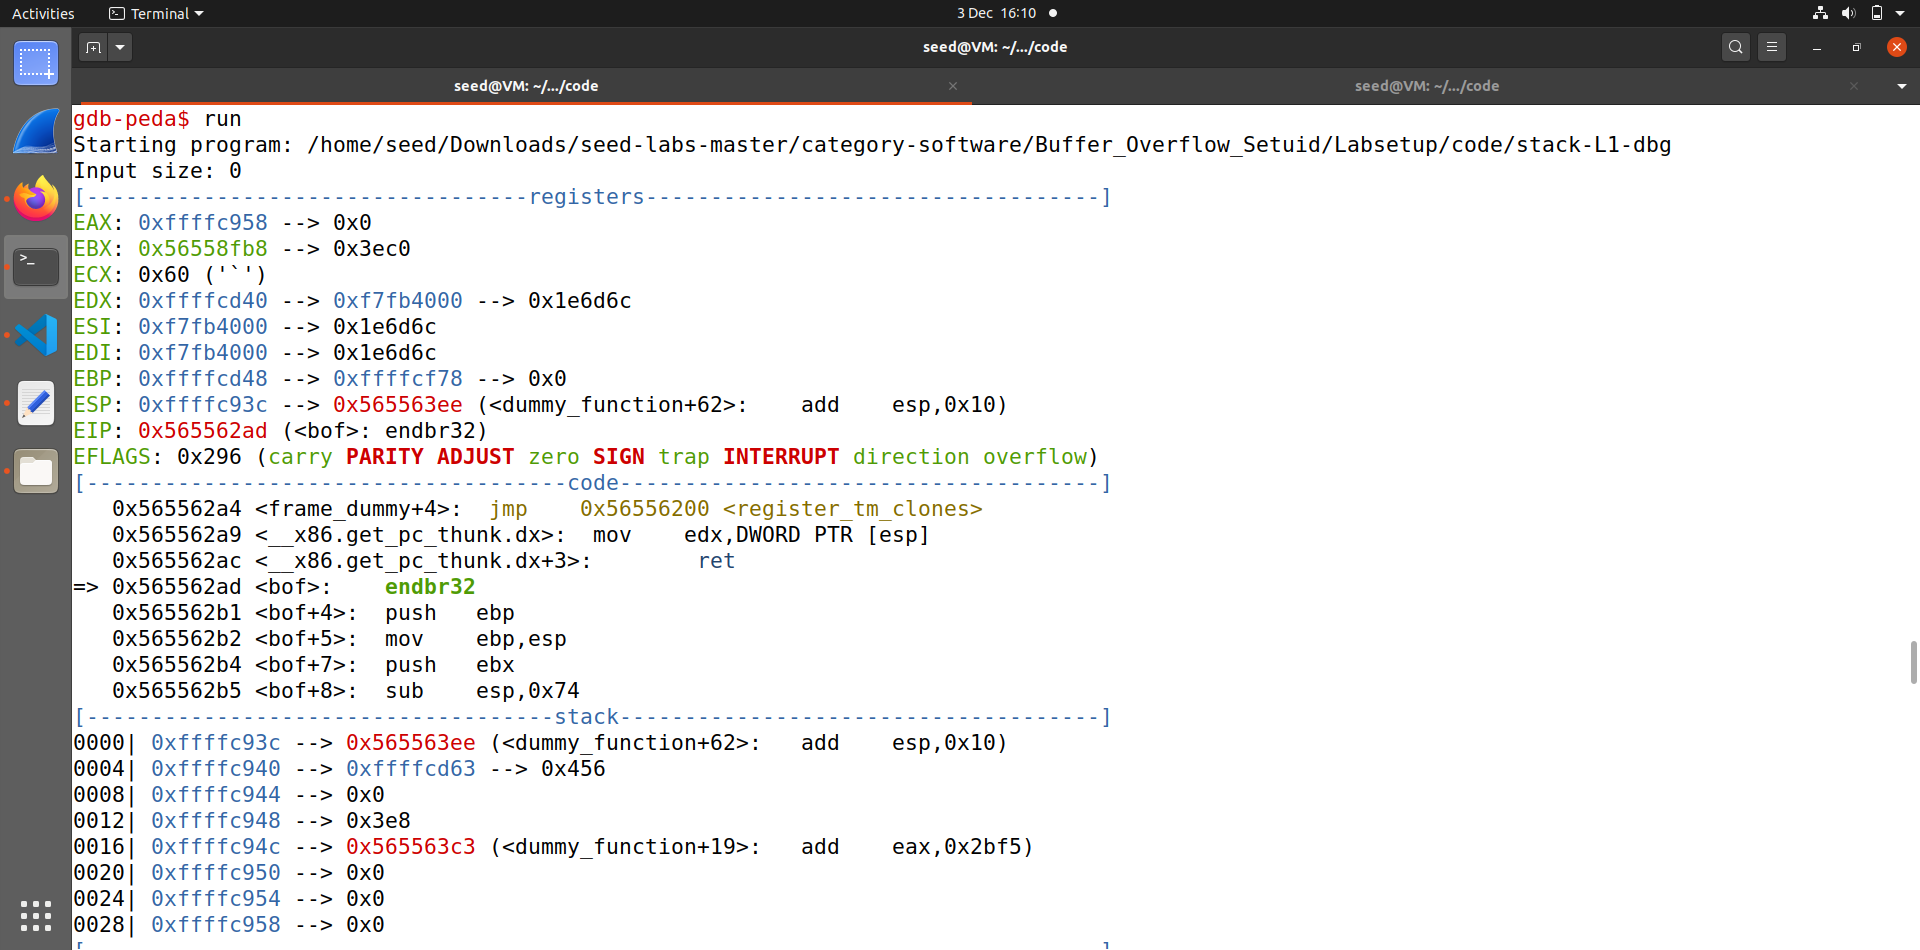 Activities Terminal 3 Dec 16:10
seed@VM: ~/.../code
seed@VM: ~/.../code × seed@VM: ~/.../code ×
gdb-peda$ run
Starting program: /home/seed/Downloads/seed-labs-master/category-software/Buffer_Overflow_Setuid/Labsetup/code/stack-L1-dbg
Input size: 0
[----------------------------------registers-----------------------------------]
EAX: 0xffffc958 --> 0x0
EBX: 0x56558fb8 --> 0x3ec0
ECX: 0x60 ('`')
EDX: 0xffffcd40 --> 0xf7fb4000 --> 0x1e6d6c
ESI: 0xf7fb4000 --> 0x1e6d6c
EDI: 0xf7fb4000 --> 0x1e6d6c
EBP: 0xffffcd48 --> 0xffffcf78 --> 0x0
ESP: 0xffffc93c --> 0x565563ee (<dummy_function+62>:    add    esp,0x10)
EIP: 0x565562ad (<bof>: endbr32)
EFLAGS: 0x296 (carry PARITY ADJUST zero SIGN trap INTERRUPT direction overflow)
[-------------------------------------code-------------------------------------]
   0x565562a4 <frame_dummy+4>:  jmp    0x56556200 <register_tm_clones>
   0x565562a9 <__x86.get_pc_thunk.dx>:  mov    edx,DWORD PTR [esp]
   0x565562ac <__x86.get_pc_thunk.dx+3>:        ret
=> 0x565562ad <bof>:    endbr32
   0x565562b1 <bof+4>:  push   ebp
   0x565562b2 <bof+5>:  mov    ebp,esp
   0x565562b4 <bof+7>:  push   ebx
   0x565562b5 <bof+8>:  sub    esp,0x74
[------------------------------------stack-------------------------------------]
0000| 0xffffc93c --> 0x565563ee (<dummy_function+62>:   add    esp,0x10)
0004| 0xffffc940 --> 0xffffcd63 --> 0x456
0008| 0xffffc944 --> 0x0
0012| 0xffffc948 --> 0x3e8
0016| 0xffffc94c --> 0x565563c3 (<dummy_function+19>:   add    eax,0x2bf5)
0020| 0xffffc950 --> 0x0
0024| 0xffffc954 --> 0x0
0028| 0xffffc958 --> 0x0